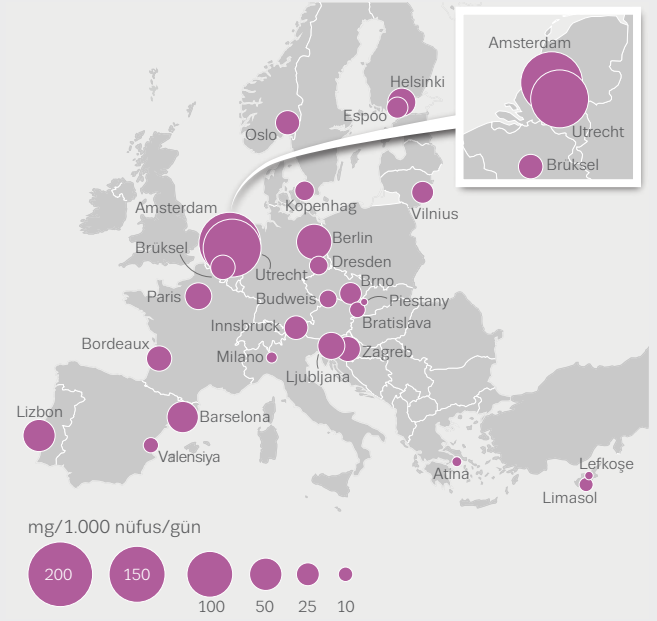 Amsterdam
Utrecht
Brüksel
Helsinki
Espoo
Oslo
Kopenhag
Vilnius
Amsterdam
Brüksel
Utrecht
Berlin
Dresden
Brno
Paris
Budweis
Piestany
Bratislava
Innsbruck
Bordeaux
Milano
Zagreb
Ljubljana
Lizbon
Barselona
Valensiya
Atina
Lefkoşe
Limasol
mg/1.000 nüfus/gün
200
150
100
50
25
10